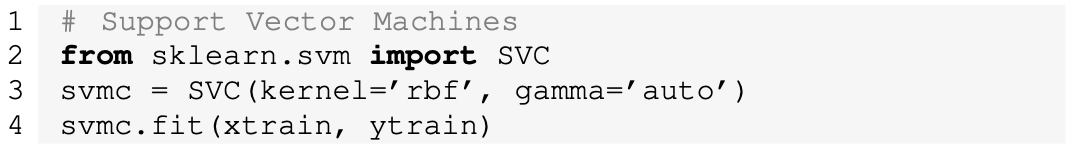 1 # Support Vector Machines
2 from sklearn.svm import SVC
3 svmc = SVC(kernel=’rbf’, gamma=’auto’)
4 svmc.fit(xtrain, ytrain)